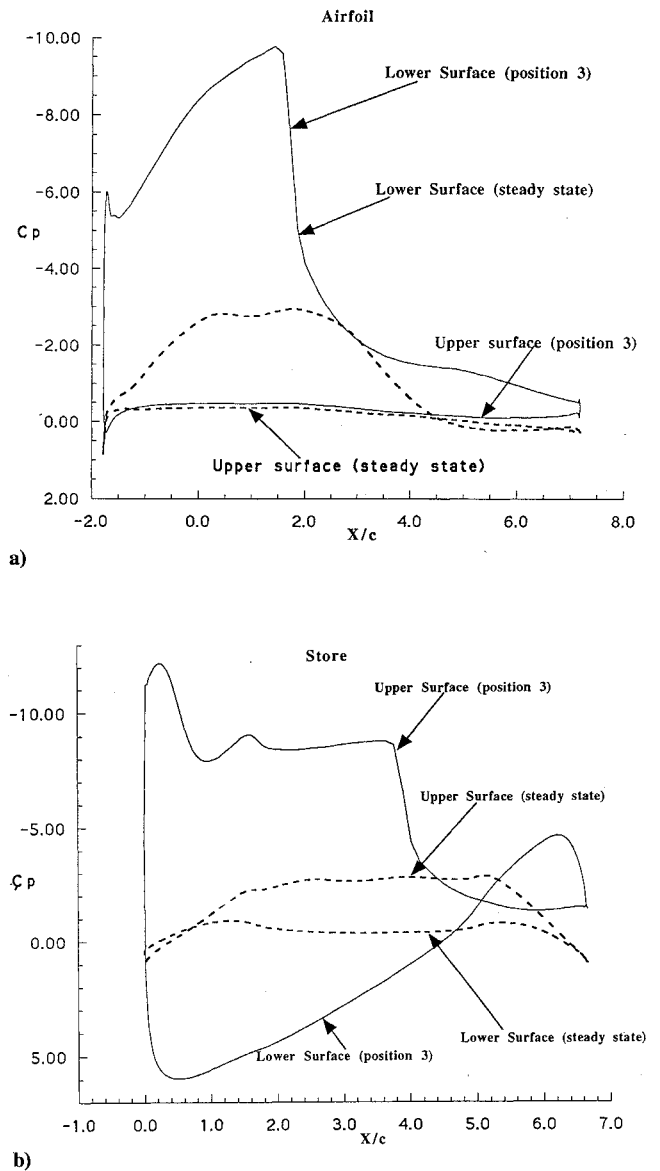 Airfoil
-10.00
Lower Surface (position 3)
-8.00
-6.00
Lower Surface (steady state)
Cp
-4.00
Upper surface (position 3)
-2.00
0.00
Upper surface (steady state)
2.00
-2.0 0.0 2.0 4.0 6.0 8.0
X/c
a)
Store
Upper Surface (position 3)
-10.00
Upper Surface (steady state)
-5.00
Cp
0.00
Lower Surface (steady state)
Lower Surface (position 3)
5.00
-1.0 0.0 1.0 2.0 3.0 4.0 5.0 6.0 7.0
X/c
b)